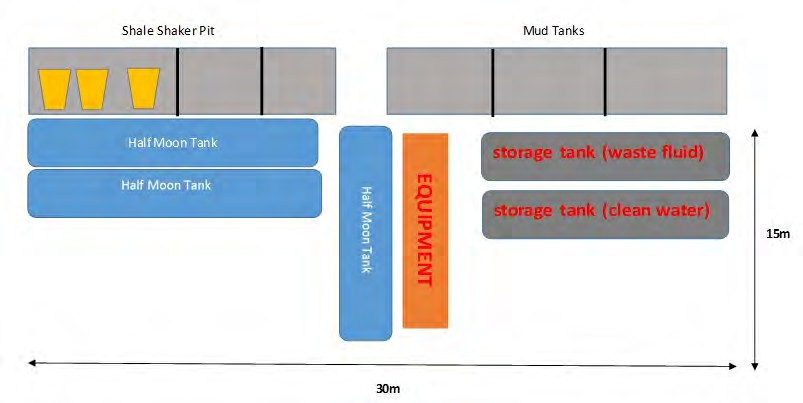 Shale Shaker Pit
Mud Tanks
Half Moon Tank
Half Moon Tank
Half Moon Tank
EQUIPMENT
storage tank (waste fluid)
storage tank (clean water)
15m
30m